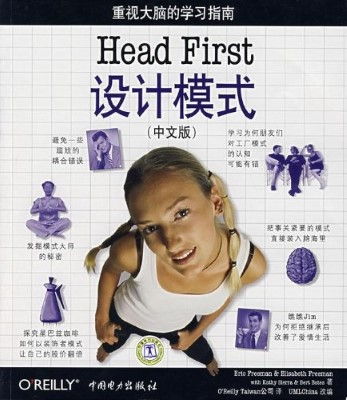 重视大脑的学习指南
Head First
设计模式
(中文版)
避免一些
尴尬的
耦合错误
学习为何朋友们
对工厂模式
的认知
可能有错
发掘模式大师
的秘密
把事关紧要的模式
直接装入脑海里
探究星巴兹咖啡
如何以装饰者模式
让自己的股价翻倍
瞧瞧Jim
为何拒绝继承后
改善了爱情生活
Eric Freeman & Elisabeth Freeman
with Kathy Sierra & Bert Bates 著
O'Reilly Taiwan公司 译 UMLChina 改编
O'REILLY
中国电力出版社